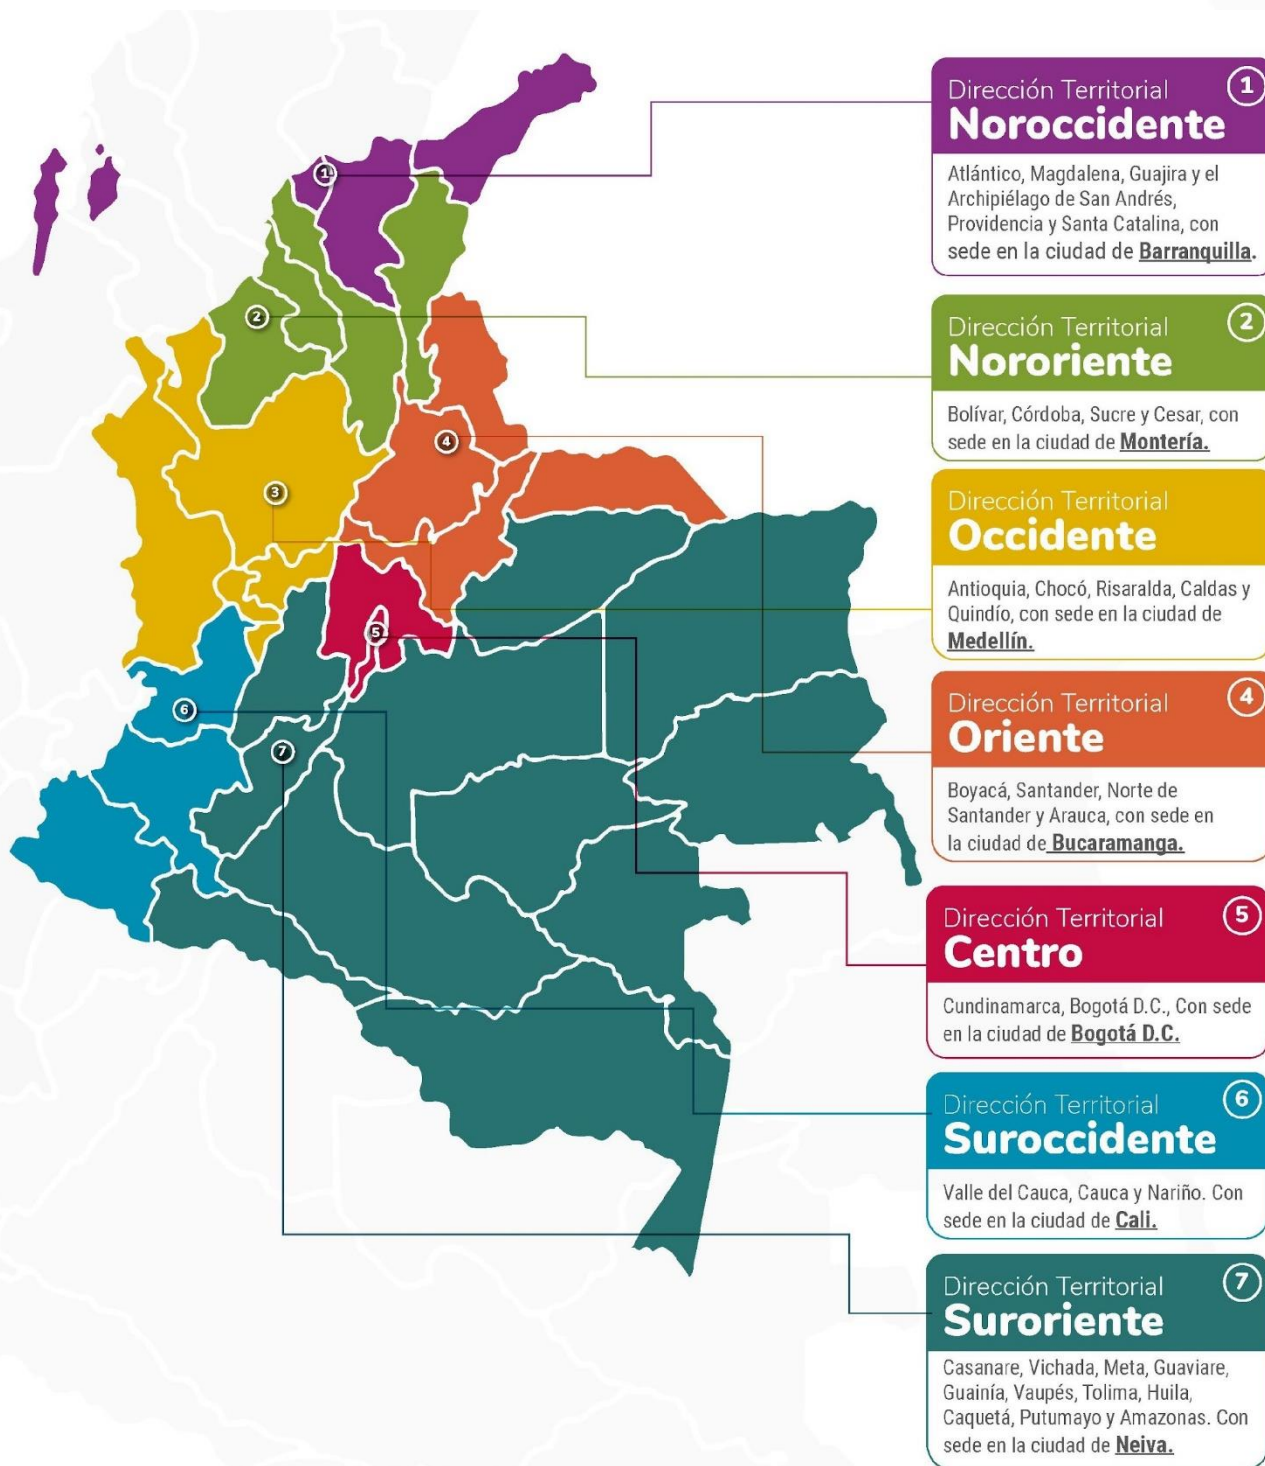 1
2
3
4
5
6
7
Dirección Territorial 1
Noroccidente
Atlántico, Magdalena, Guajira y el
Archipiélago de San Andrés,
Providencia y Santa Catalina, con
sede en la ciudad de Barranquilla.
Dirección Territorial 2
Nororiente
Bolívar, Córdoba, Sucre y Cesar, con
sede en la ciudad de Montería.
Dirección Territorial
Occidente
Antioquia, Chocó, Risaralda, Caldas y
Quindío, con sede en la ciudad de
Medellín.
Dirección Territorial 4
Oriente
Boyacá, Santander, Norte de
Santander y Arauca, con sede en
la ciudad de Bucaramanga.
Dirección Territorial 5
Centro
Cundinamarca, Bogotá D.C., Con sede
en la ciudad de Bogotá D.C.
Dirección Territorial 6
Suroccidente
Valle del Cauca, Cauca y Nariño. Con
sede en la ciudad de Cali.
Dirección Territorial 7
Suroriente
Casanare, Vichada, Meta, Guaviare,
Guainía, Vaupés, Tolima, Huila,
Caquetá, Putumayo y Amazonas. Con
sede en la ciudad de Neiva.